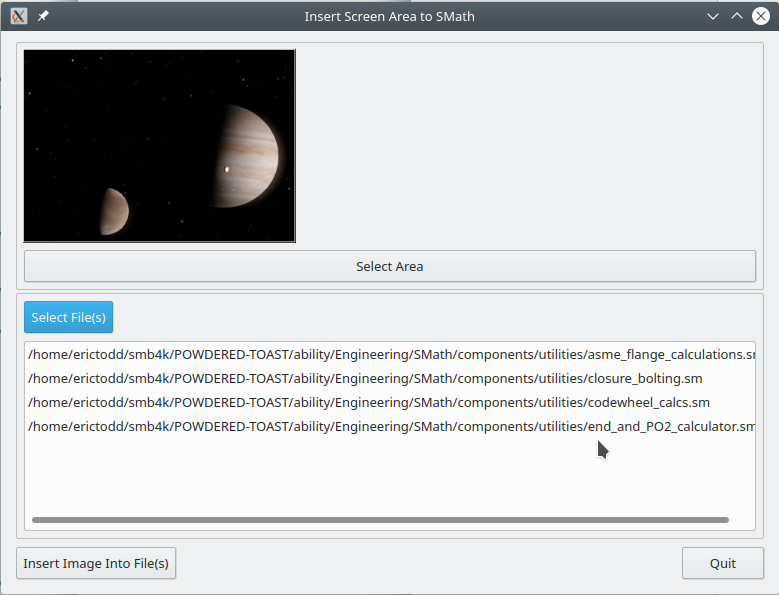 Insert Screen Area to SMath
Select Area
Select File(s)
/home/erictodd/smb4k/POWDERED-TOAST/ability/Engineering/SMath/components/utilities/asme_flange_calculations.sm
/home/erictodd/smb4k/POWDERED-TOAST/ability/Engineering/SMath/components/utilities/closure_bolting.sm
/home/erictodd/smb4k/POWDERED-TOAST/ability/Engineering/SMath/components/utilities/codewheel_calcs.sm
/home/erictodd/smb4k/POWDERED-TOAST/ability/Engineering/SMath/components/utilities/end_and_PO2_calculator.sm
Insert Image Into File(s)
Quit